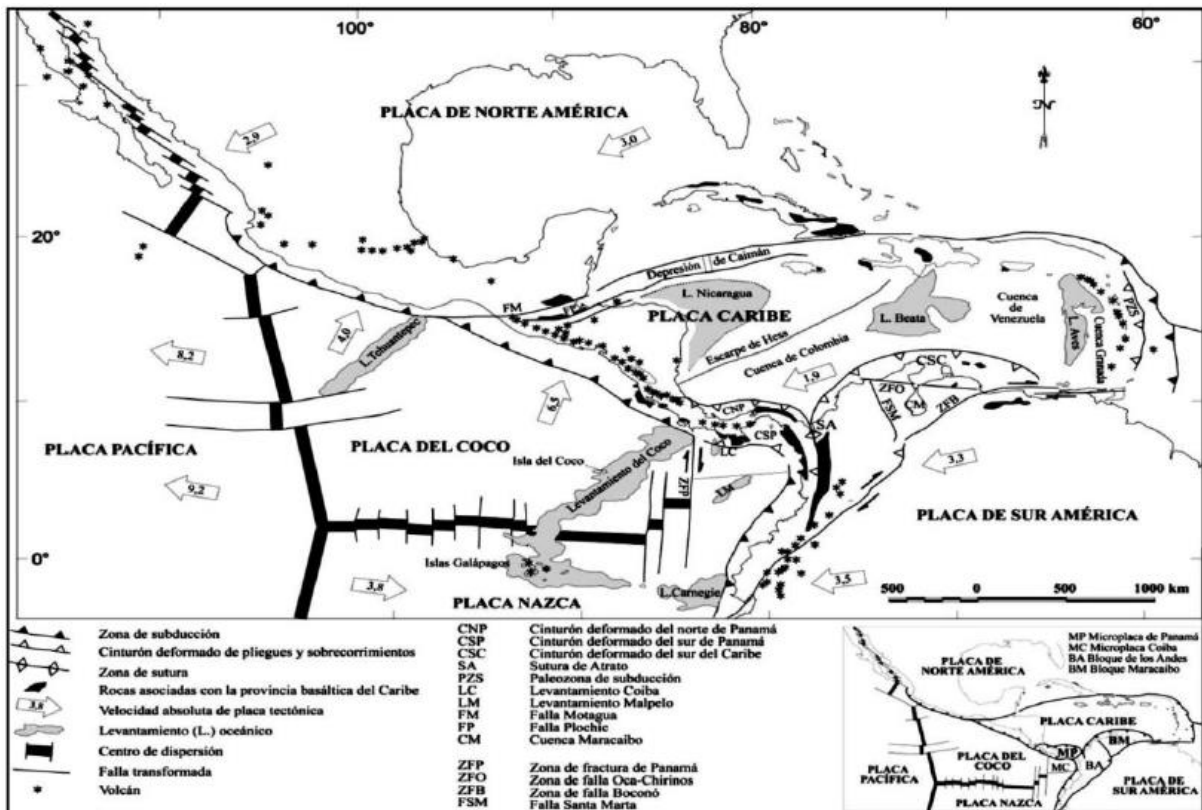 100°
80°
60°
PLACA DE NORTE AMÉRICA
N
2,9
3,0
20°
Depresión de Caimán
FM
FP
L. Nicaragua
PLACA CARIBE
L. Beata
Cuenca de Venezuela
L. Aves
Cuenca Granada
PZS
L. Tehuantepec
4,0
8,2
Escarpe de Hess
Cuenca de Colombia
1,9
CSC
ZFO
CM
FSM
ZFB
6,5
CNP
CSP
SA
LC
PLACA PACÍFICA
PLACA DEL COCO
Isla del Coco
Levantamiento del Coco
ZFP
LM
3,3
9,2
PLACA DE SUR AMÉRICA
0°
Islas Galápagos
3,8
PLACA NAZCA
L.Carnegie
3,5
500 0 500 1000 km
Zona de subducción
Cinturón deformado de pliegues y sobrecorrimientos
Zona de sutura
Rocas asociadas con la provincia basáltica del Caribe
3,8 Velocidad absoluta de placa tectónica
Levantamiento (L.) oceánico
Centro de dispersión
Falla transformada
Volcán
CNP Cinturón deformado del norte de Panamá
CSP Cinturón deformado del sur de Panamá
CSC Cinturón deformado del sur del Caribe
SA Sutura de Atrato
PZS Paleozona de subducción
LC Levantamiento Coiba
LM Levantamiento Malpelo
FM Falla Motagua
FP Falla Plochic
CM Cuenca Maracaibo
ZFP Zona de fractura de Panamá
ZFO Zona de falla Oca-Chirinos
ZFB Zona de falla Boconó
FSM Falla Santa Marta
MP Microplaca de Panamá
MC Microplaca Coiba
BA Bloque de los Andes
BM Bloque Maracaibo
PLACA DE NORTE AMÉRICA
PLACA CARIBE
PLACA DEL COCO
MP
BM
MC
BA
PLACA PACÍFICA
PLACA NAZCA
PLACA DE SUR AMÉRICA